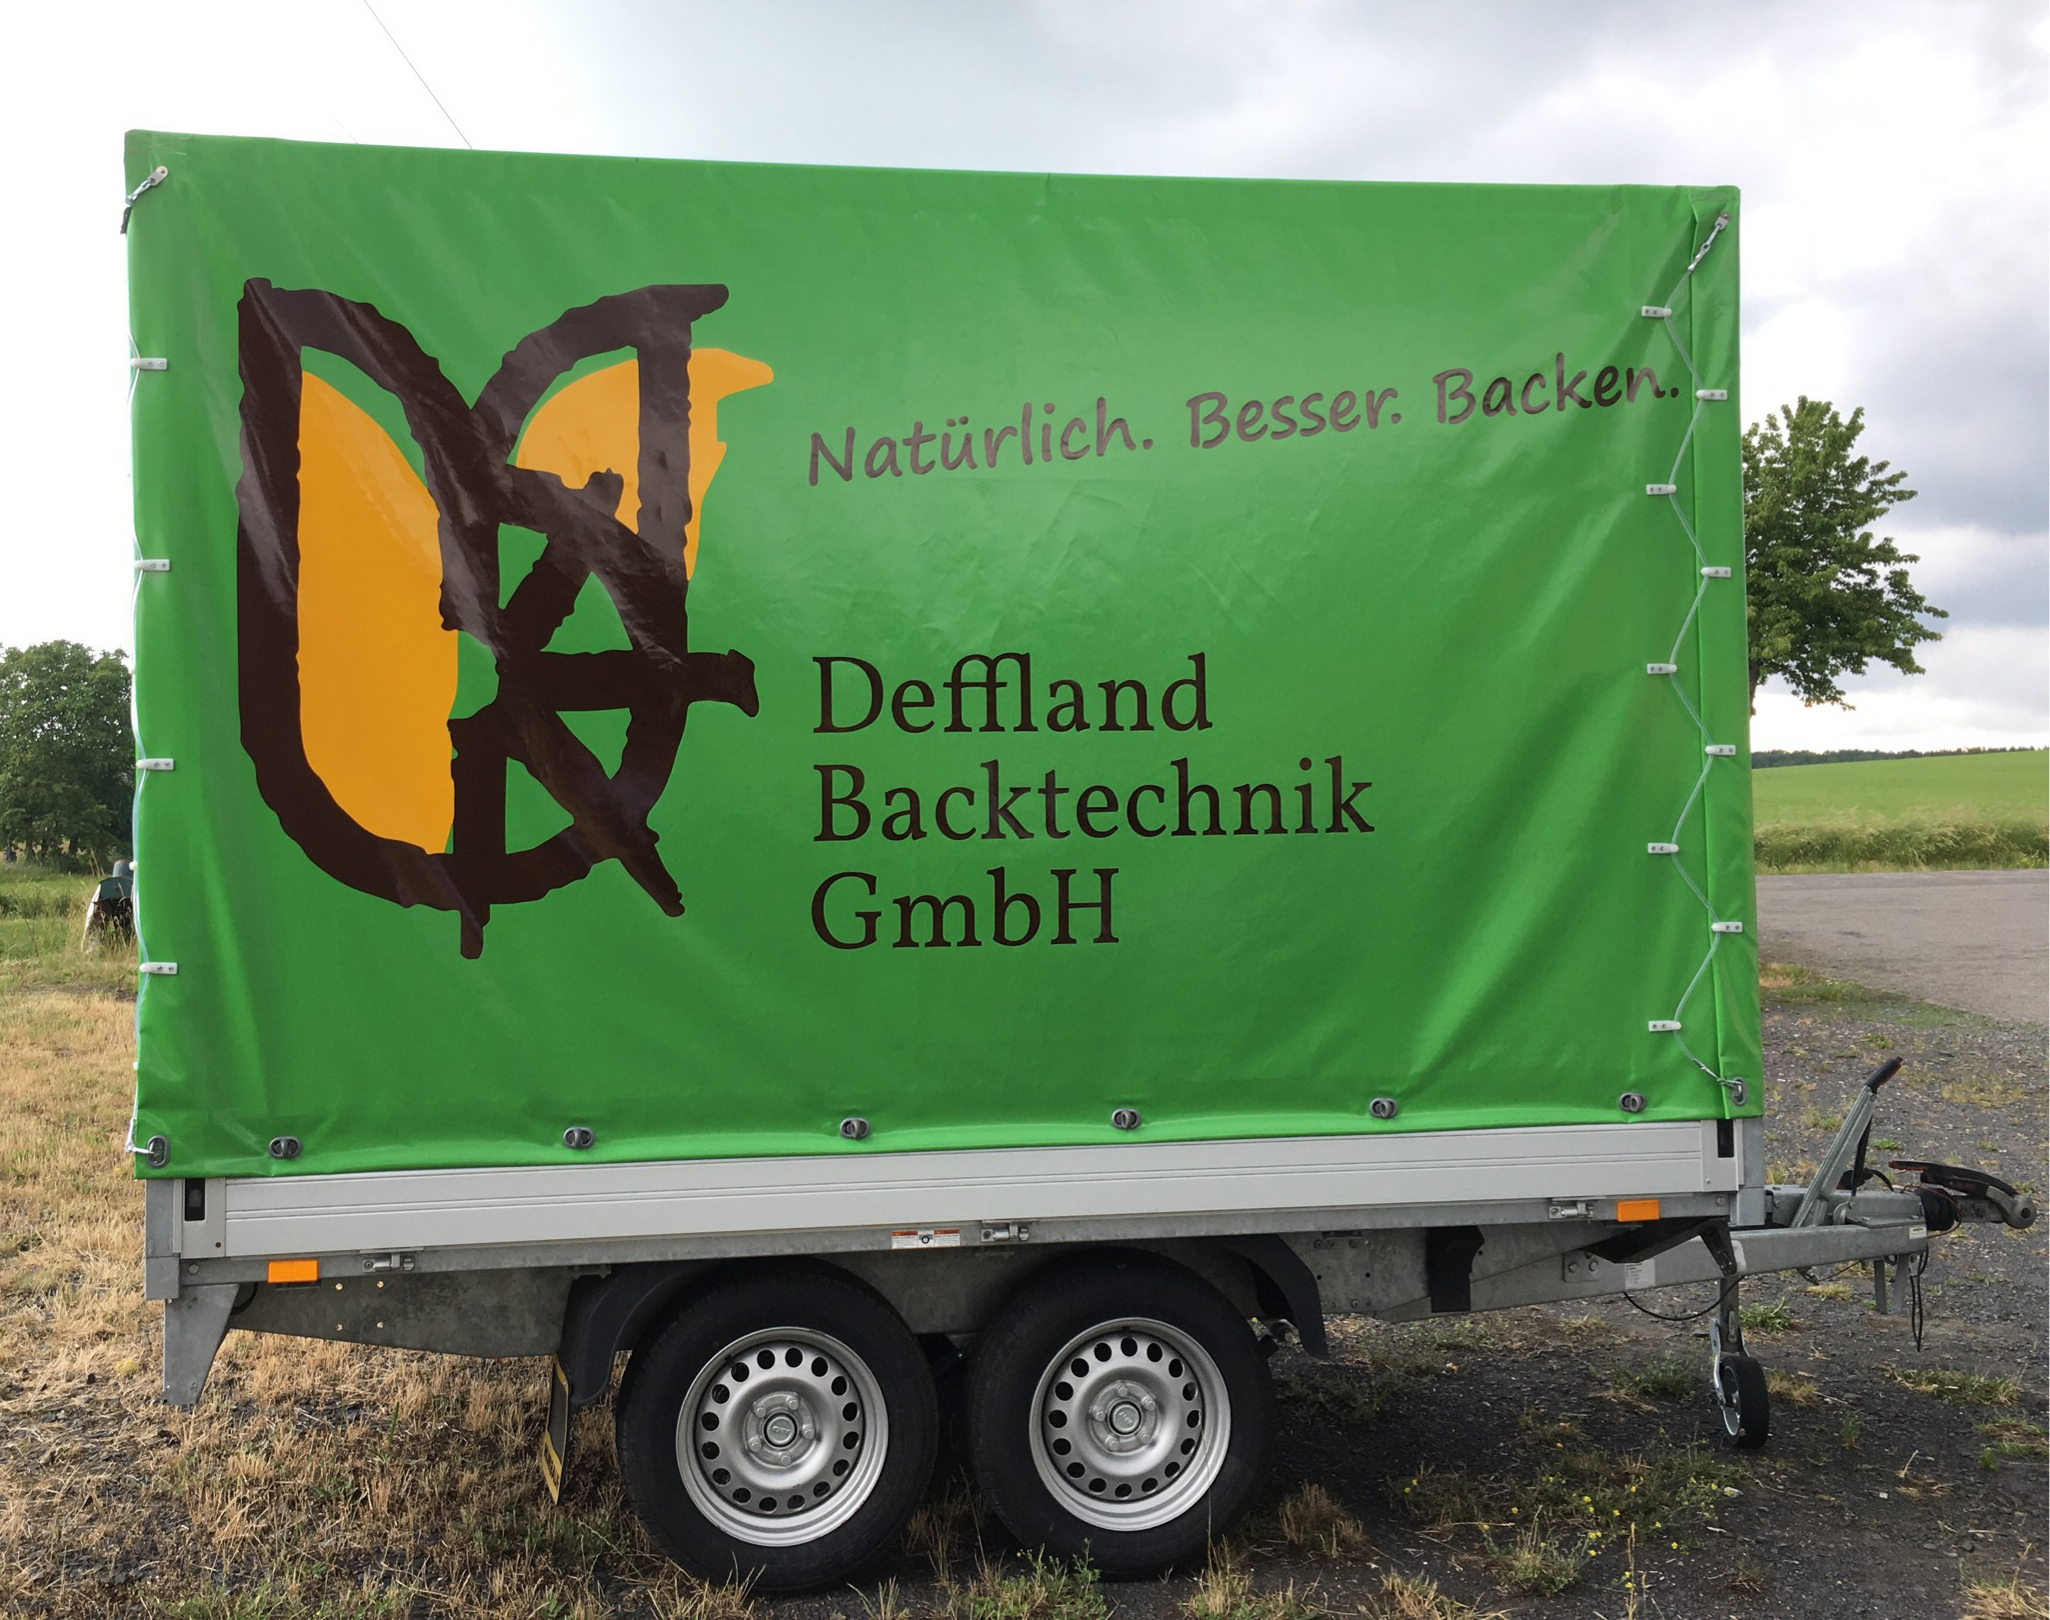 Natürlich. Besser. Backen.
Deffland
Backtechnik
GmbH